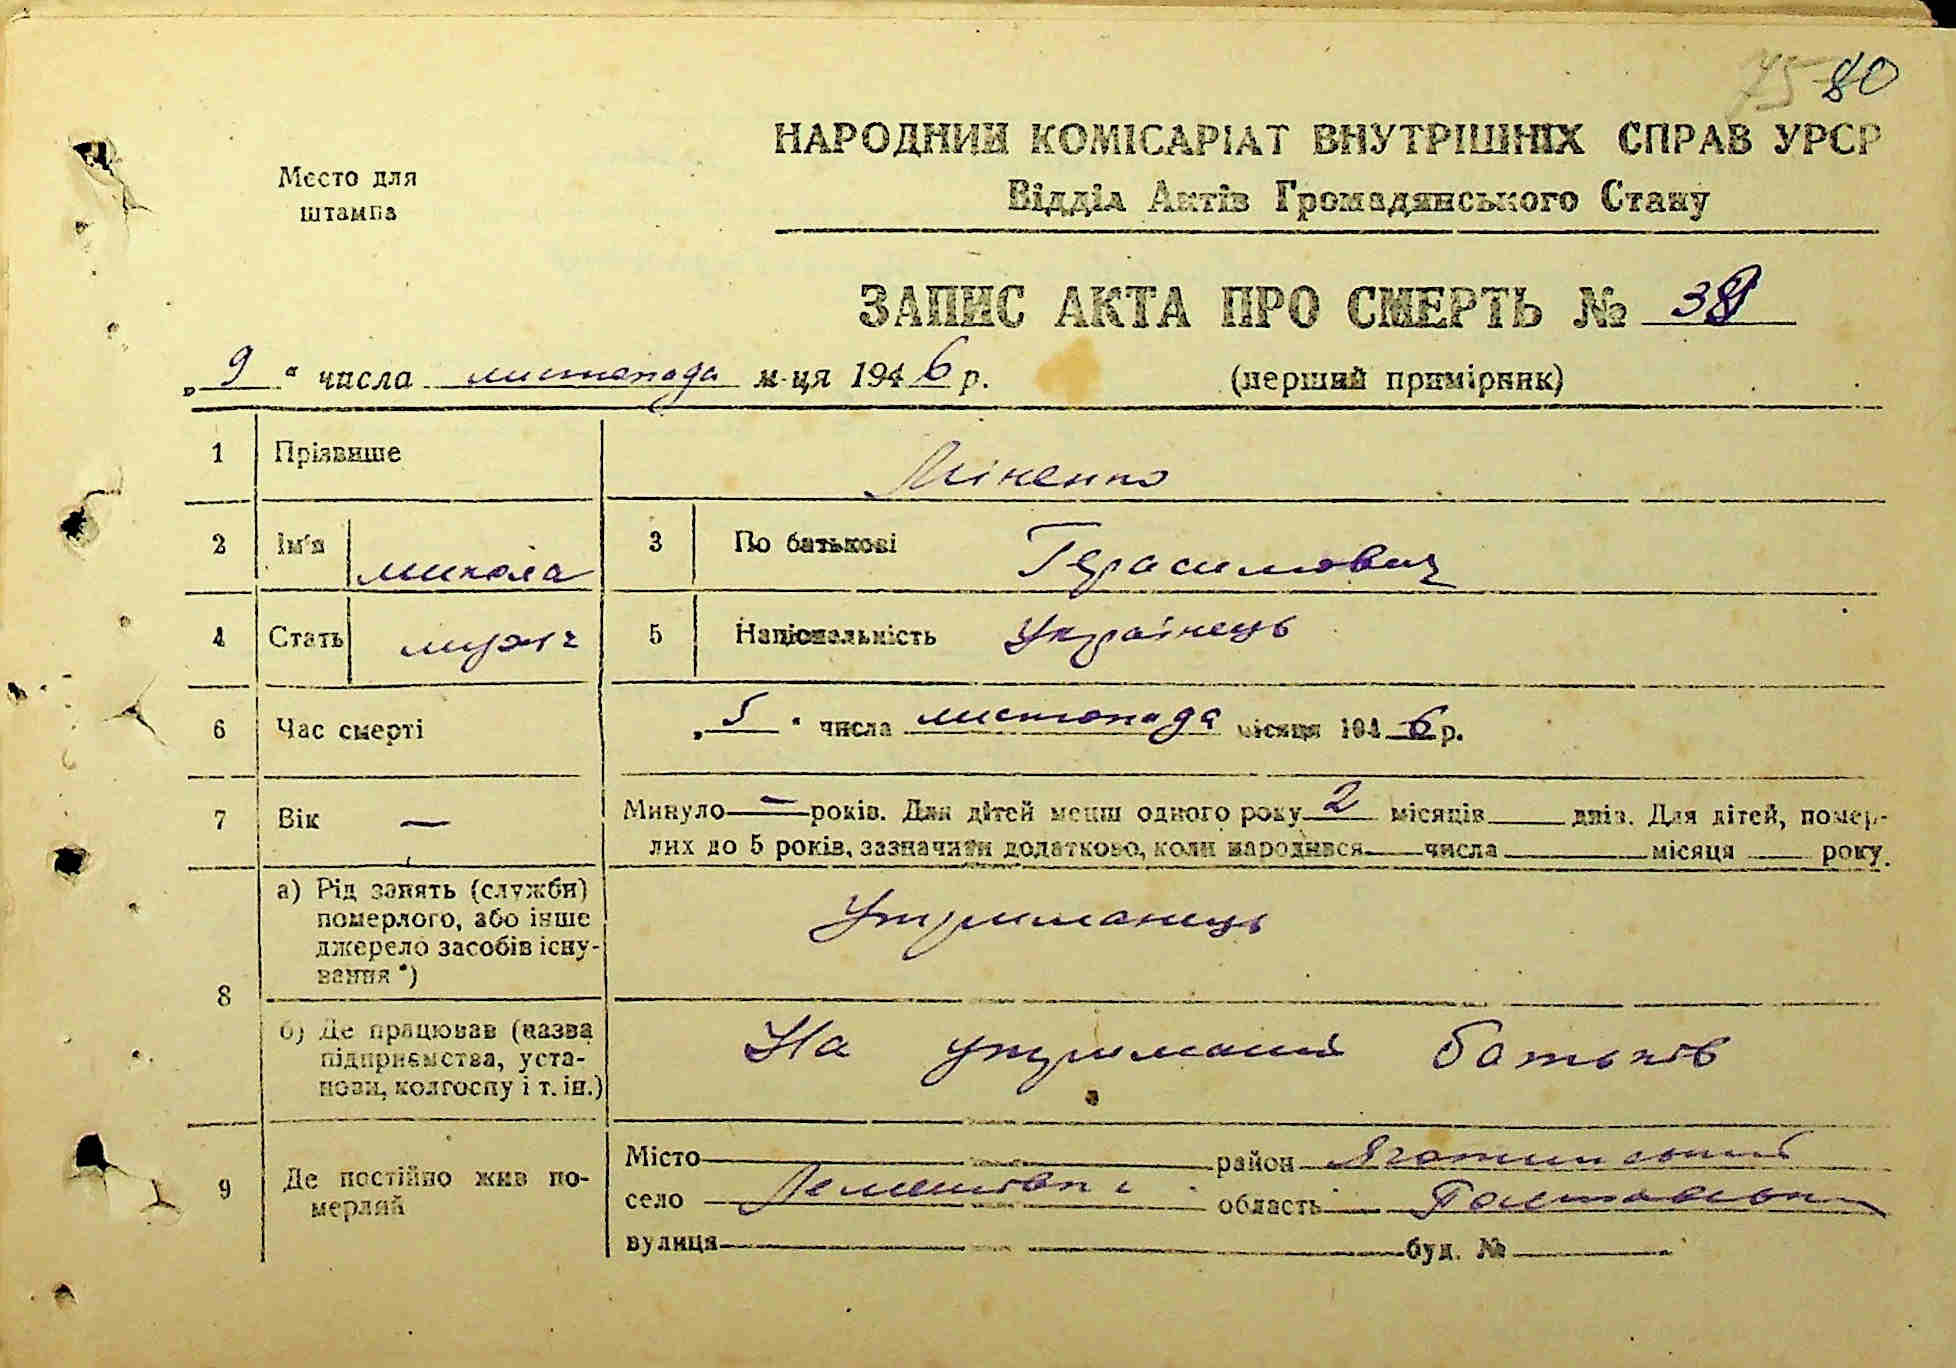 75 80
НАРОДНИЙ КОМІСАРІАТ ВНУТРІШНІХ СПРАВ УРСР
Место для
штампа
Відділ Актів Громадянського Стану
ЗАПИС АКТА ПРО СМЕРТЬ №
„ 9 “ числа листопада м-ця 1946 р. (перший примірник)
1 Прізвише Міненко
2 Ім'я Микола 3 По батькові Герасимович
4 Стать муж 5 Національність Українець
6 Час смерті „ 5 “ числа листопада місяця 1946 р.
7 Вік — Минуло — років. Для дітей менш одного року 2 місяців днів. Для дітей, помер-
лих до 5 років, зазначити додатково, коли народився числа місяця року.
8 а) Рід занять (служби)
померлого, або інше
джерело засобів існу-
вання *) Утриманець
б) Де працював (назва
підприємства, уста-
нови, колгоспу і т. ін.) На утримані батьків
9 Де постійно жив по-
мерлий
Місто район Яготинський
село область Полтавськ
вулиця буд. №